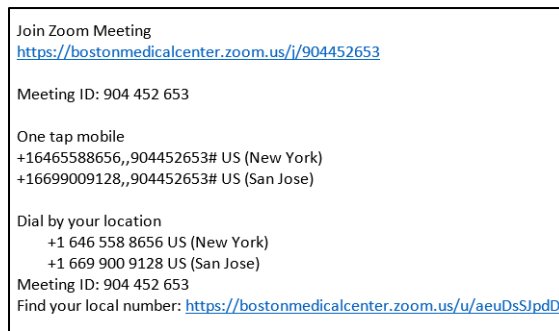 Join Zoom Meeting
https://bostonmedicalcenter.zoom.us/j/904452653
Meeting ID: 904 452 653
One tap mobile
+16465588656,,904452653# US (New York)
+16699009128,,904452653# US (San Jose)
Dial by your location
+1 646 558 8656 US (New York)
+1 669 900 9128 US (San Jose)
Meeting ID: 904 452 653
Find your local number: https://bostonmedicalcenter.zoom.us/u/aeuDsSJpdD